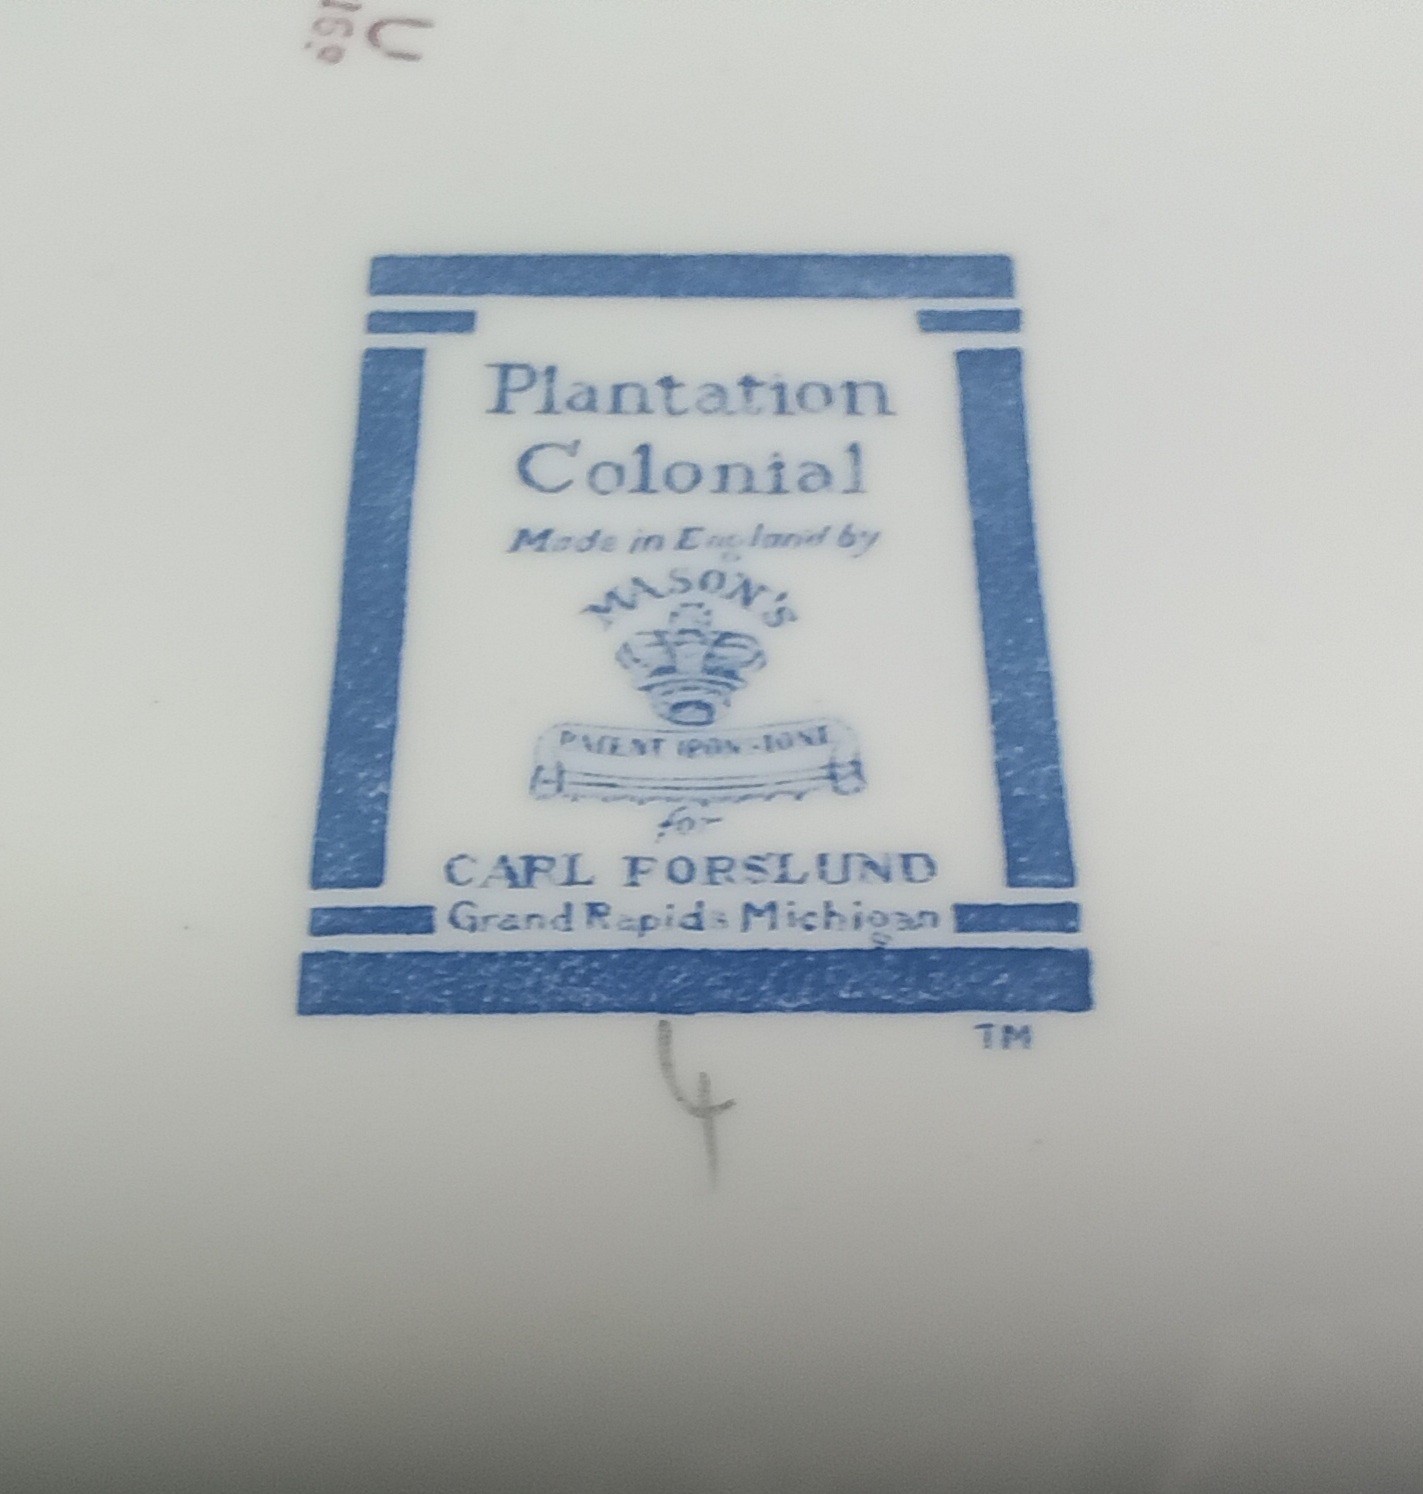 Plantation
Colonial
Made in England by
MASON'S
PATENT IRONSTONE
for
CARL FORSLUND
Grand Rapids Michigan
TM
4